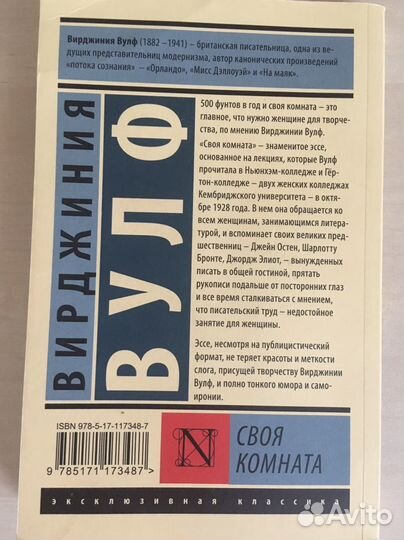 Вирджиния Вулф (1882 –1941) – британская писательница, одна из ве-
дущих представительниц модернизма, автор канонических произведений
«потока сознания» – «Орландо», «Мисс Дэллоуэй» и «На маяк».
ВИРДЖИНИЯ
ВУЛФ
500 фунтов в год и своя комната – это
главное, что нужно женщине для творче-
ства, по мнению Вирджинии Вулф.
«Своя комната» – знаменитое эссе,
основанное на лекциях, которые Вулф
прочитала в Ньюнхэм-колледже и Гёр-
тон-колледже – двух женских колледжах
Кембриджского университета – в октя-
бре 1928 года. В нем она обращается ко
всем женщинам, занимающимся литера-
турой, и вспоминает своих великих пред-
шественниц – Джейн Остен, Шарлотту
Бронте, Джордж Элиот, – вынужденных
писать в общей гостиной, прятать
рукописи подальше от посторонних глаз
и все время сталкиваться с мнением,
что писательский труд – недостойное
занятие для женщины.
Эссе, несмотря на публицистический
формат, не теряет красоты и меткости
слога, присущей творчеству Вирджинии
Вулф, и полно тонкого юмора и само-
иронии.
ISBN 978-5-17-117348-7
9 785171 173487 >
N
СВОЯ
КОМНАТА
эксклюзивная классика
Avito